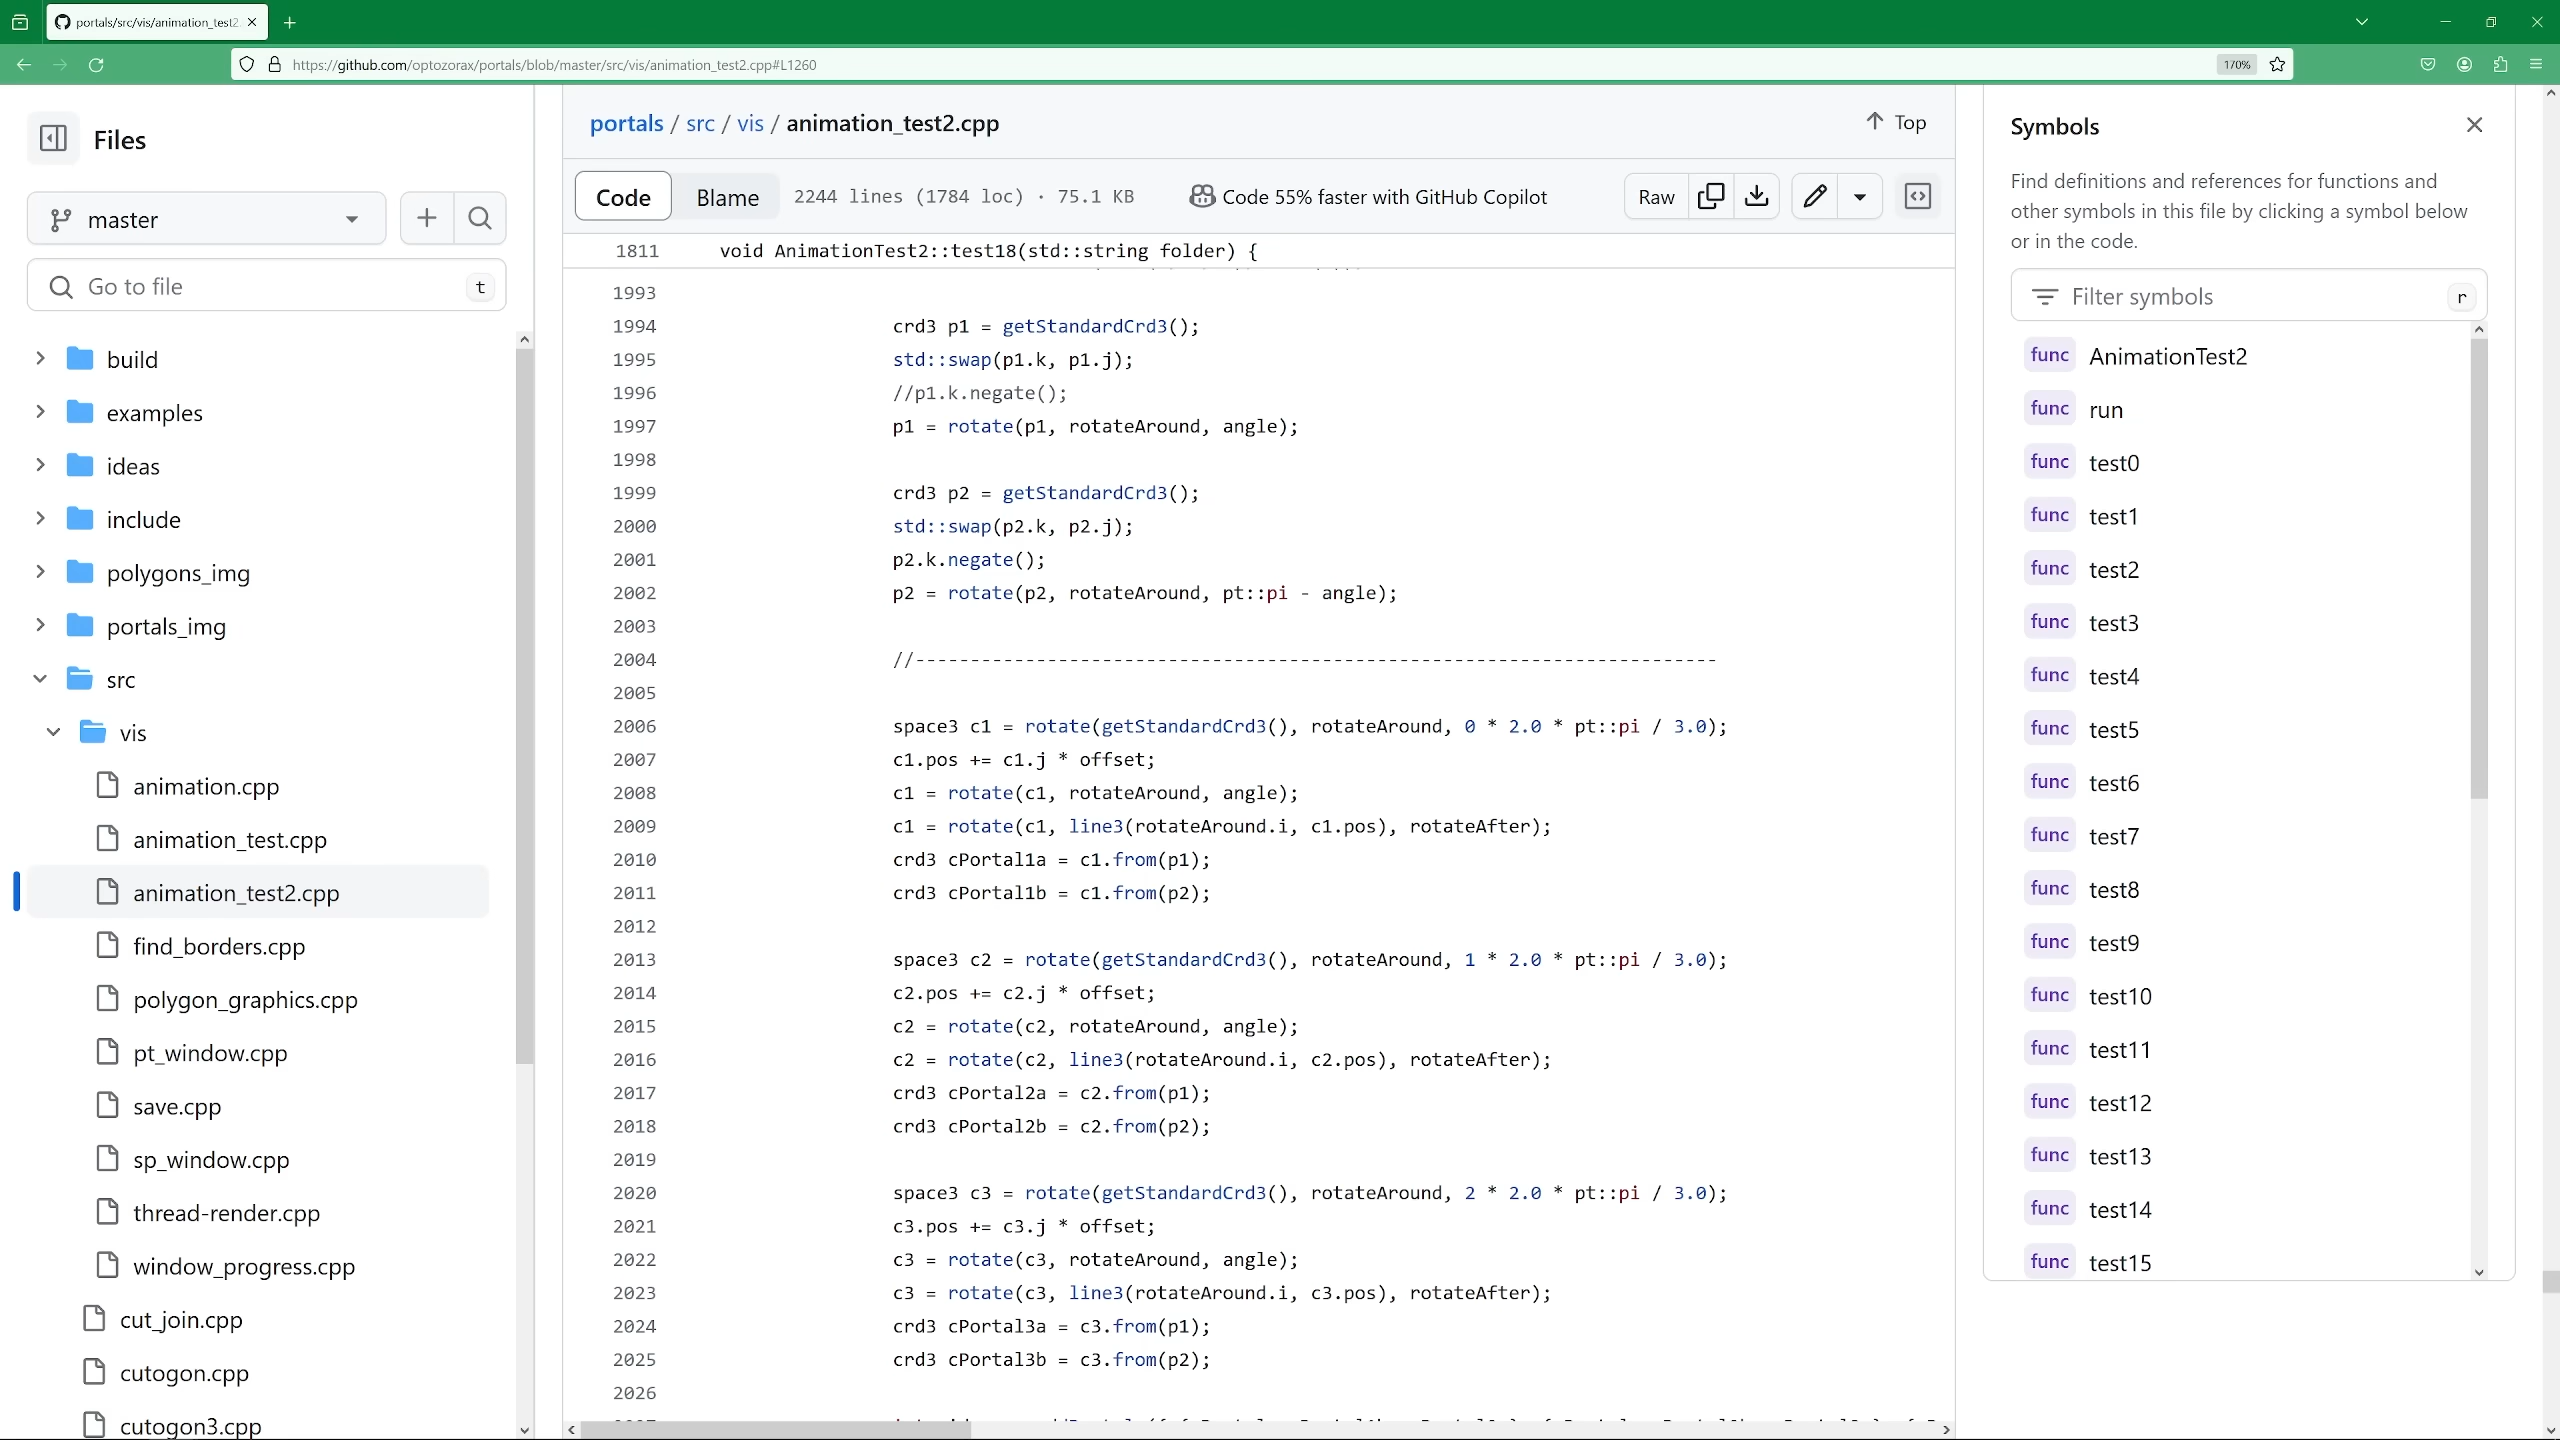 portals/src/vis/animation_test2.
https://github.com/optozorax/portals/blob/master/src/vis/animation_test2.cpp#L1260
170%
Files
master
Go to file
t
build
examples
ideas
include
polygons_img
portals_img
src
vis
animation.cpp
animation_test.cpp
animation_test2.cpp
find_borders.cpp
polygon_graphics.cpp
pt_window.cpp
save.cpp
sp_window.cpp
thread-render.cpp
window_progress.cpp
cut_join.cpp
cutogon.cpp
cutogon3.cpp
portals / src / vis / animation_test2.cpp
Top
Code
Blame
2244 lines (1784 loc) · 75.1 KB
Code 55% faster with GitHub Copilot
Raw
1811 void AnimationTest2::test18(std::string folder) {
1993
1994 crd3 p1 = getStandardCrd3();
1995 std::swap(p1.k, p1.j);
1996 //p1.k.negate();
1997 p1 = rotate(p1, rotateAround, angle);
1998
1999 crd3 p2 = getStandardCrd3();
2000 std::swap(p2.k, p2.j);
2001 p2.k.negate();
2002 p2 = rotate(p2, rotateAround, pt::pi - angle);
2003
2004 //-------------------------------------------------------------------------
2005
2006 space3 c1 = rotate(getStandardCrd3(), rotateAround, 0 * 2.0 * pt::pi / 3.0);
2007 c1.pos += c1.j * offset;
2008 c1 = rotate(c1, rotateAround, angle);
2009 c1 = rotate(c1, line3(rotateAround.i, c1.pos), rotateAfter);
2010 crd3 cPortal1a = c1.from(p1);
2011 crd3 cPortal1b = c1.from(p2);
2012
2013 space3 c2 = rotate(getStandardCrd3(), rotateAround, 1 * 2.0 * pt::pi / 3.0);
2014 c2.pos += c2.j * offset;
2015 c2 = rotate(c2, rotateAround, angle);
2016 c2 = rotate(c2, line3(rotateAround.i, c2.pos), rotateAfter);
2017 crd3 cPortal2a = c2.from(p1);
2018 crd3 cPortal2b = c2.from(p2);
2019
2020 space3 c3 = rotate(getStandardCrd3(), rotateAround, 2 * 2.0 * pt::pi / 3.0);
2021 c3.pos += c3.j * offset;
2022 c3 = rotate(c3, rotateAround, angle);
2023 c3 = rotate(c3, line3(rotateAround.i, c3.pos), rotateAfter);
2024 crd3 cPortal3a = c3.from(p1);
2025 crd3 cPortal3b = c3.from(p2);
2026
Symbols
Find definitions and references for functions and
other symbols in this file by clicking a symbol below
or in the code.
Filter symbols
r
func AnimationTest2
func run
func test0
func test1
func test2
func test3
func test4
func test5
func test6
func test7
func test8
func test9
func test10
func test11
func test12
func test13
func test14
func test15